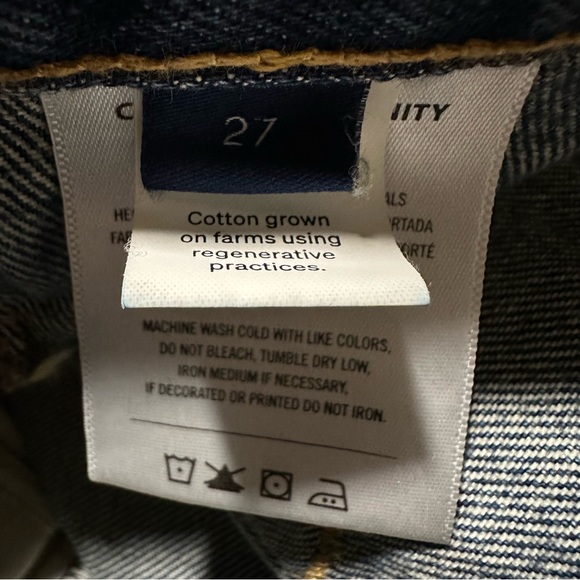 27
Cotton grown
on farms using
regenerative
practices.
MACHINE WASH COLD WITH LIKE COLORS,
DO NOT BLEACH, TUMBLE DRY LOW,
IRON MEDIUM IF NECESSARY,
IF DECORATED OR PRINTED DO NOT IRON.